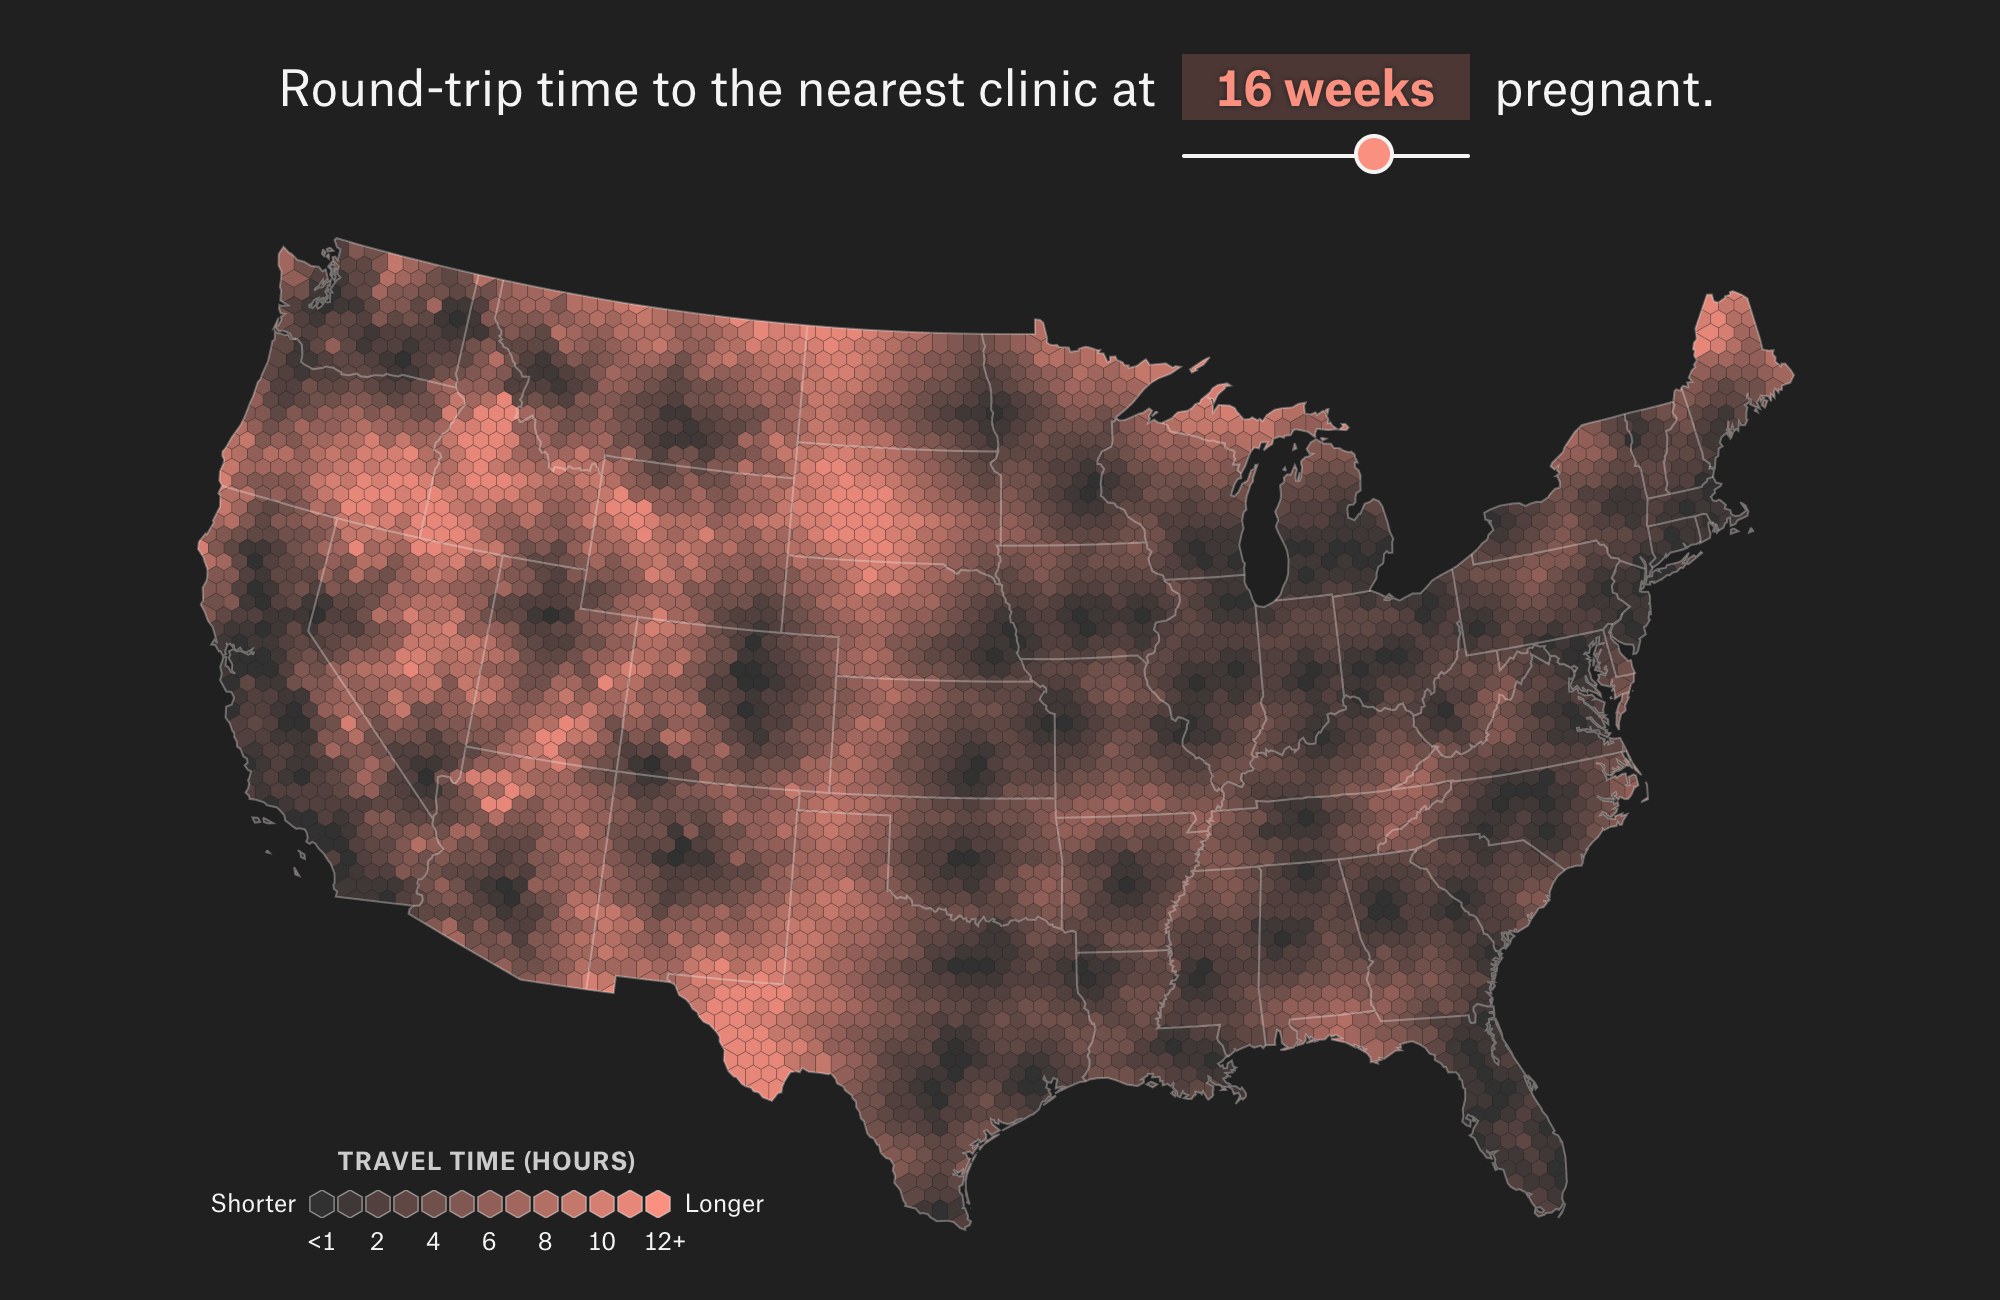 Round-trip time to the nearest clinic at 16 weeks pregnant.
TRAVEL TIME (HOURS)
Shorter Longer
<1 2 4 6 8 10 12+